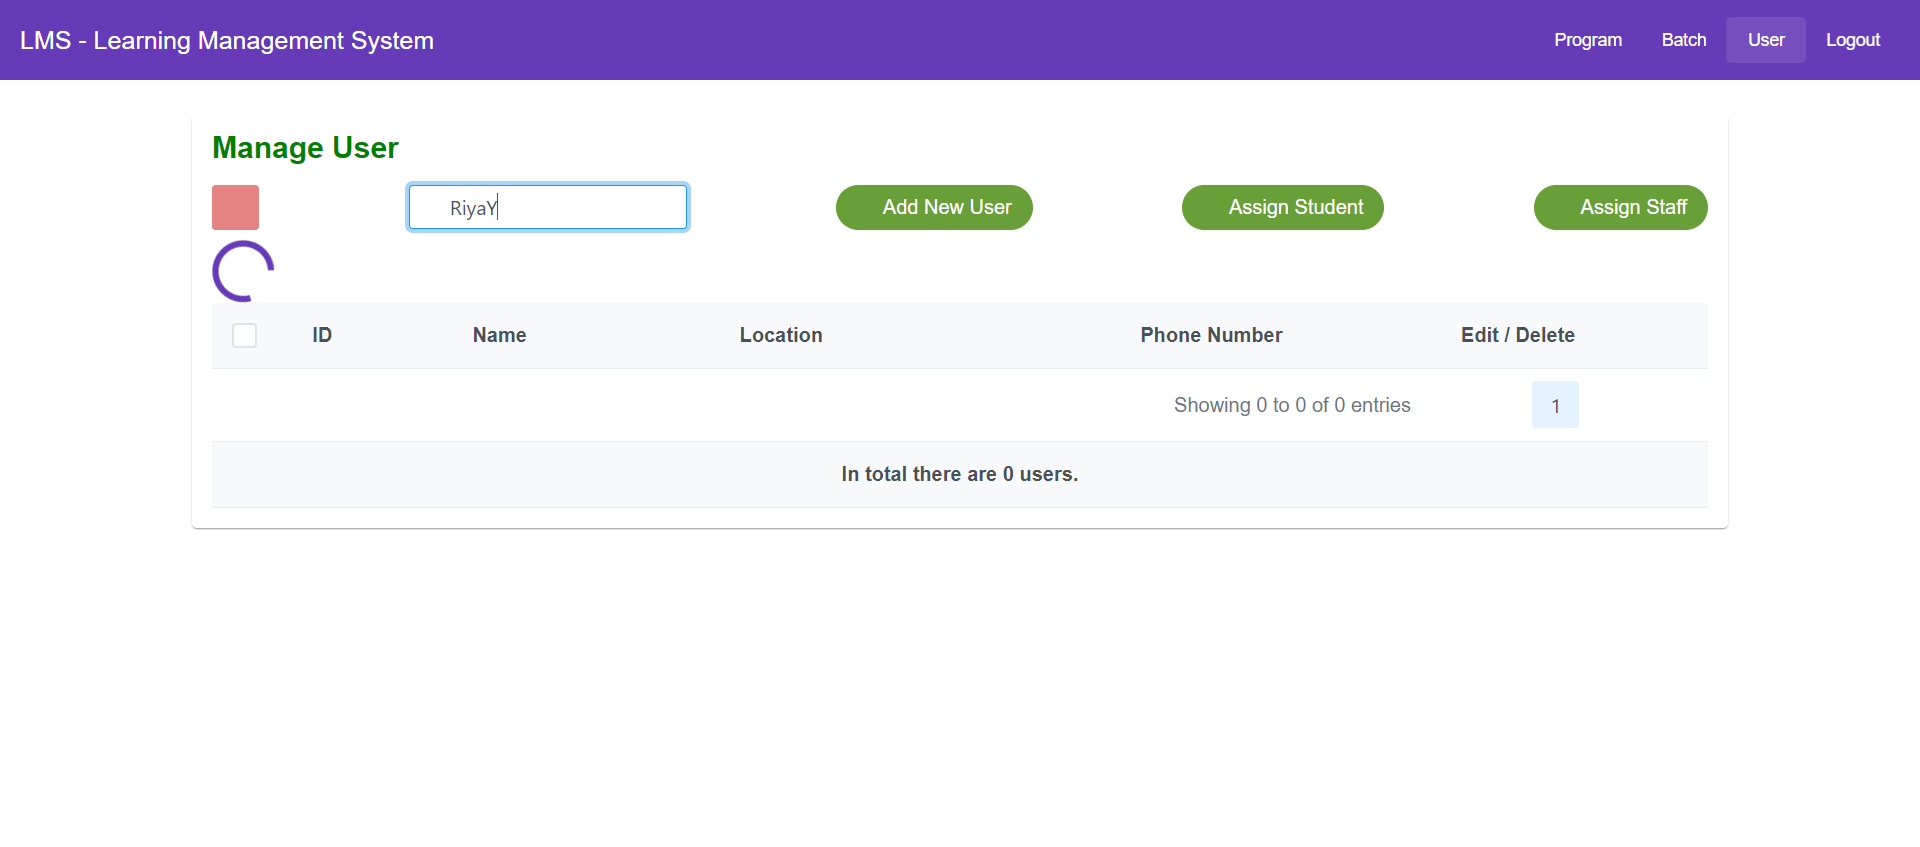 LMS - Learning Management System
Program Batch User Logout
Manage User
RiyaY Add New User Assign Student Assign Staff
ID Name Location Phone Number Edit / Delete
Showing 0 to 0 of 0 entries 1
In total there are 0 users.